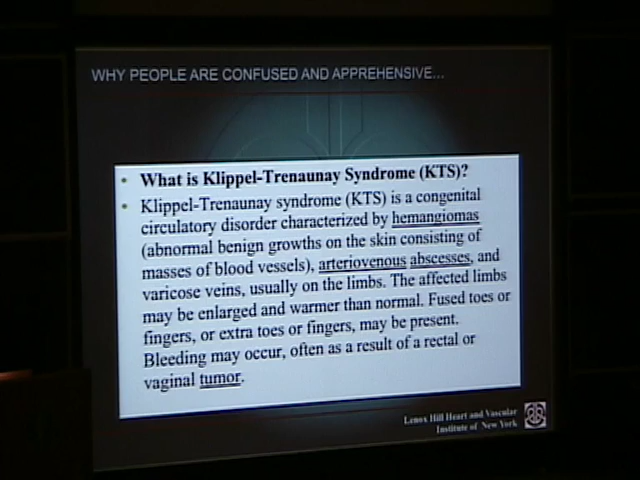 WHY PEOPLE ARE CONFUSED AND APPREHENSIVE...
• What is Klippel-Trenaunay Syndrome (KTS)?
• Klippel-Trenaunay syndrome (KTS) is a congenital
circulatory disorder characterized by hemangiomas
(abnormal benign growths on the skin consisting of
masses of blood vessels), arteriovenous abscesses, and
varicose veins, usually on the limbs. The affected limbs
may be enlarged and warmer than normal. Fused toes or
fingers, or extra toes or fingers, may be present.
Bleeding may occur, often as a result of a rectal or
vaginal tumor.
Lenox Hill Heart and Vascular
Institute of New York